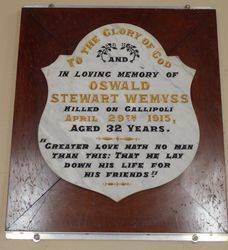 To The Glory of God
AND
IN LOVING MEMORY OF
OSWALD
STEWART WEMYSS
KILLED ON GALLIPOLI
APRIL 29TH 1915,
AGED 32 YEARS.
"GREATER LOVE HATH NO MAN
THAN THIS: THAT HE LAY
DOWN HIS LIFE FOR
HIS FRIENDS!"